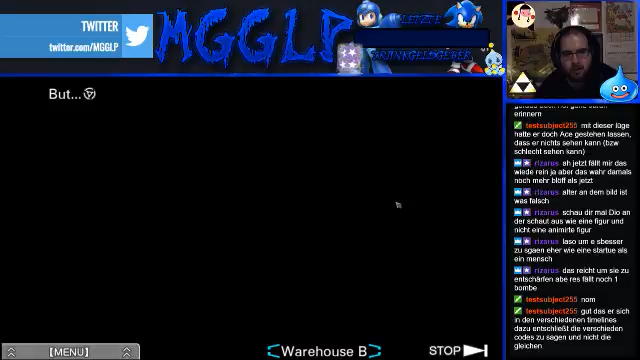 TWITTER
twitter.com/MGGLP
MGGLP
LETZTE
But...
erinnern
testsubject255 mit dieser lüge
hatte er doch Ace gestehen lassen,
dass er nichts sehen kann (bzw
schlecht sehen kann)
rizarus ah jetzt fällt mir das
wiede rein ja aber das wahr damals
noch mehr blöff als jetzt
rizarus alter an dem bild ist
was falsch
rizarus schau dir mal Dio an
der schaut aus wie eine figur und
nicht eine animirte figur
rizarus laso um e sbesser
zu sgaen eher wie eine startue als
ein mensch
rizarus das reicht um sie zu
entschärfen abe res fällt noch 1
bombe
testsubject255 nom
testsubject255 gut das er sich
in den verschiedenen timelines
dazu entschließt die verschieden
codes zu sagen und nicht die
gleichen
[MENU]
Warehouse B
STOP